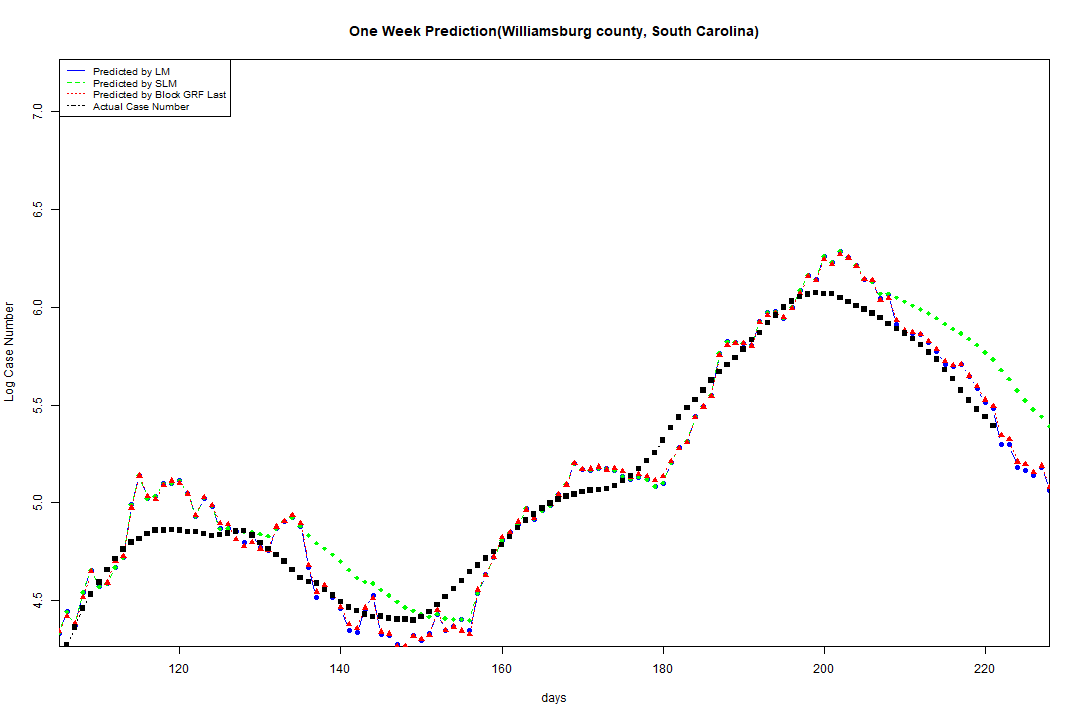 One Week Prediction(Williamsburg county, South Carolina)
Predicted by LM
Predicted by SLM
Predicted by Block GRF Last
Actual Case Number
7.0
6.5
6.0
5.5
5.0
4.5
Log Case Number
120 140 160 180 200 220
days